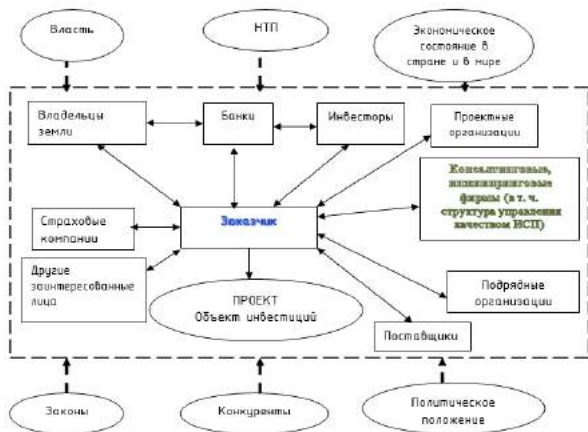 Власть
НТП
Экономическое
состояние в
стране и в мире
Владельцы
земли
Банки
Инвесторы
Проектные
организации
Консалтинговые,
инжиниринговые
фирмы (в т. ч.
структура управления
качеством ИСП)
Страховые
компании
Заказчик
Другие
заинтересованные
лица
ПРОЕКТ
Объект инвестиций
Подрядные
организации
Поставщики
Законы
Конкуренты
Политическое
положение